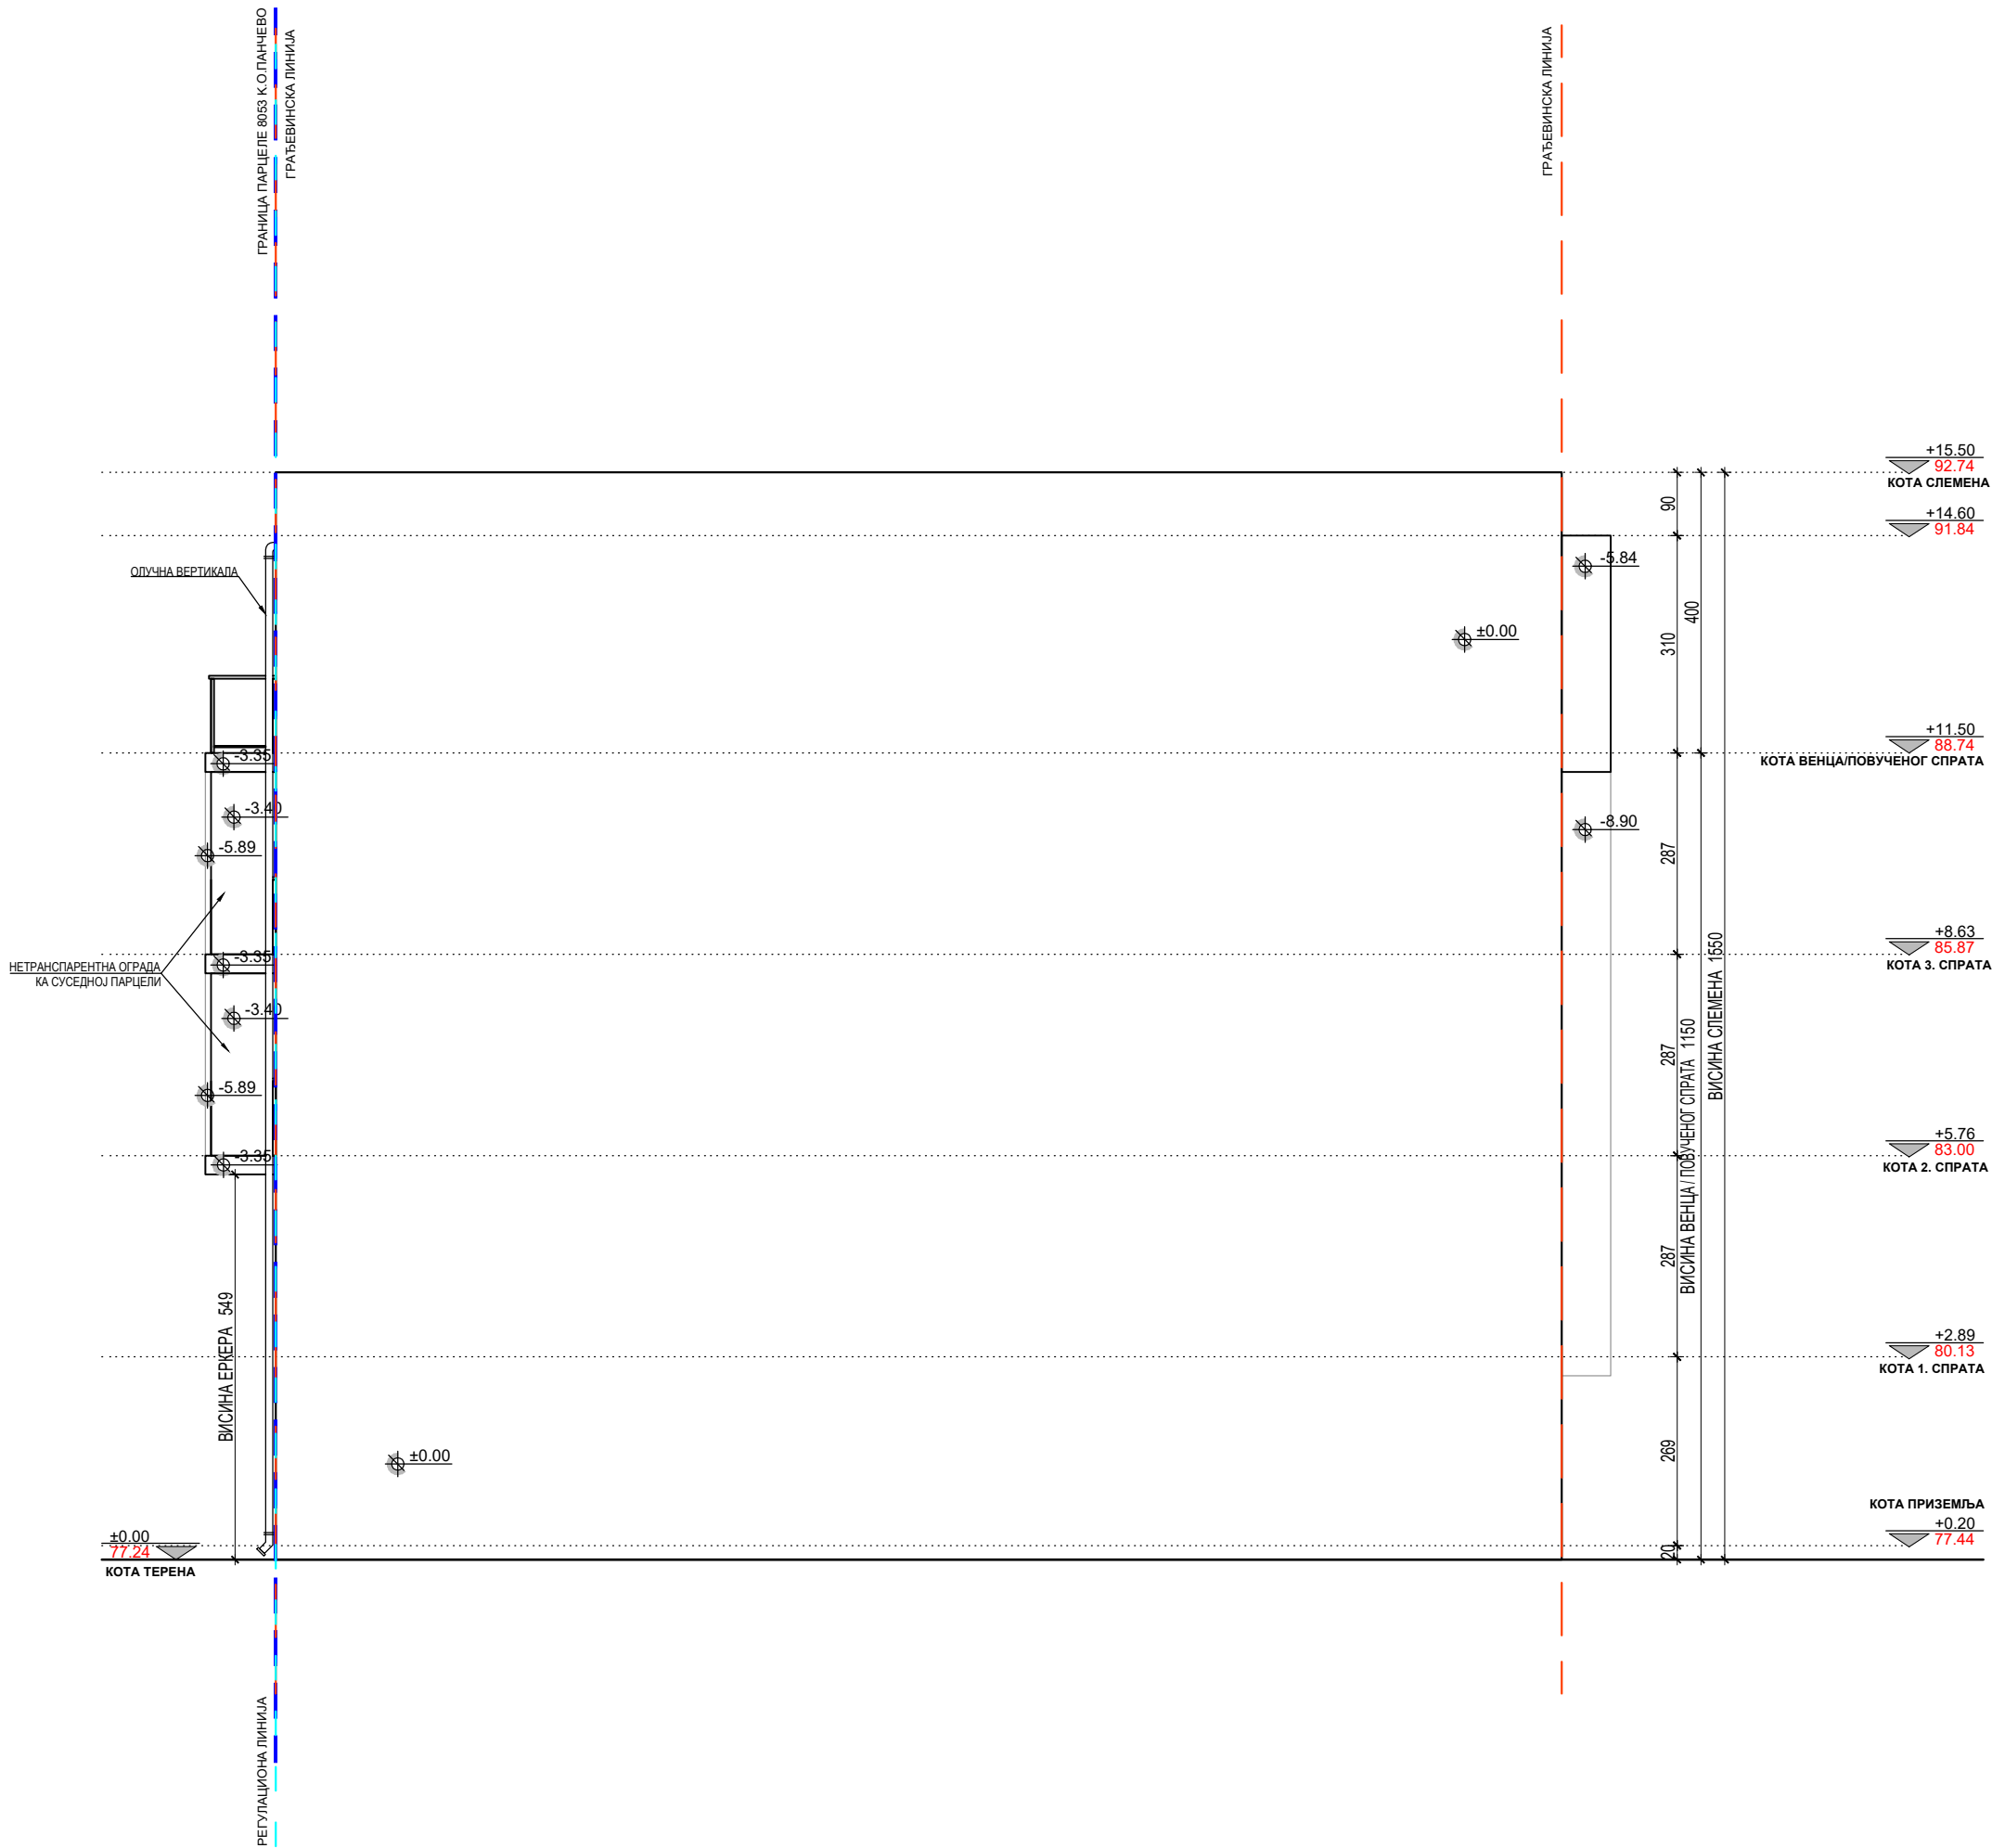 ГРАНИЦА ПАРЦЕЛЕ 8053 К.О.ПАНЧЕВО
ГРАЂЕВИНСКА ЛИНИЈА
ГРАЂЕВИНСКА ЛИНИЈА
+15.50
92.74
КОТА СЛЕМЕНА
90
+14.60
91.84
ОЛУЧНА ВЕРТИКАЛА
-5.84
400
310
±0.00
+11.50
88.74
КОТА ВЕНЦА/ПОВУЧЕНОГ СПРАТА
-3.35
-3.40
-8.90
-5.89
287
+8.63
85.87
КОТА 3. СПРАТА
-3.35
НЕТРАНСПАРЕНТНА ОГРАДА
КА СУСЕДНОЈ ПАРЦЕЛИ
-3.40
ВИСИНА СЛЕМЕНА 1550
287
ВИСИНА ВЕНЦА / ПОВУЧЕНОГ СПРАТА 1150
-5.89
+5.76
83.00
КОТА 2. СПРАТА
-3.35
287
ВИСИНА ЕРКЕРА 549
+2.89
80.13
КОТА 1. СПРАТА
269
±0.00
КОТА ПРИЗЕМЉА
+0.20
77.44
20
±0.00
77.24
КОТА ТЕРЕНА
РЕГУЛАЦИОНА ЛИНИЈА